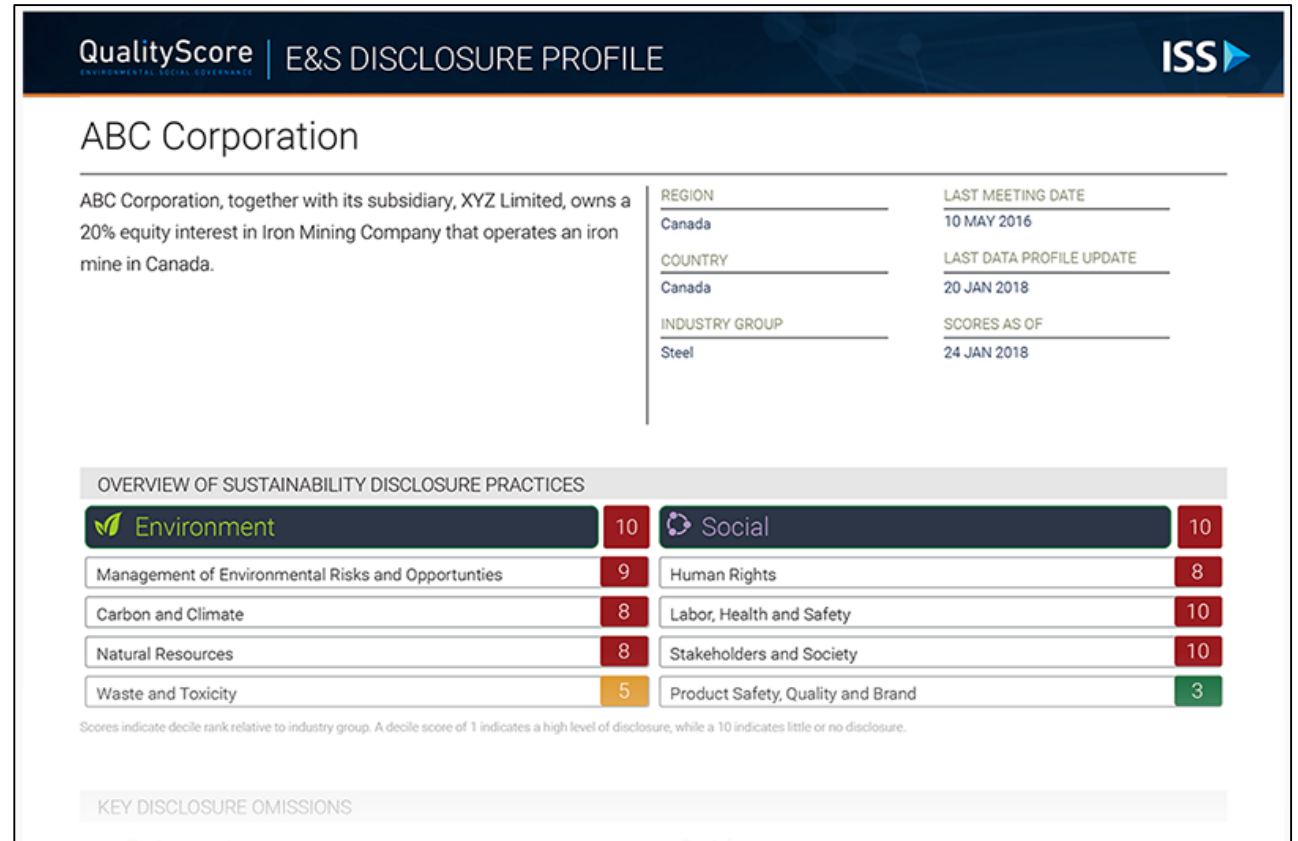 QualityScore | E&S DISCLOSURE PROFILE
ENVIRONMENTAL.SOCIAL.GOVERNANCE
ISS
ABC Corporation
ABC Corporation, together with its subsidiary, XYZ Limited, owns a
20% equity interest in Iron Mining Company that operates an iron
mine in Canada.
REGION
Canada
COUNTRY
Canada
INDUSTRY GROUP
Steel
LAST MEETING DATE
10 MAY 2016
LAST DATA PROFILE UPDATE
20 JAN 2018
SCORES AS OF
24 JAN 2018
OVERVIEW OF SUSTAINABILITY DISCLOSURE PRACTICES
Environment 10
Management of Environmental Risks and Opportunties 9
Carbon and Climate 8
Natural Resources 8
Waste and Toxicity 5
Social 10
Human Rights 8
Labor, Health and Safety 10
Stakeholders and Society 10
Product Safety, Quality and Brand 3
Scores indicate decile rank relative to industry group. A decile score of 1 indicates a high level of disclosure, while a 10 indicates little or no disclosure.
KEY DISCLOSURE OMISSIONS